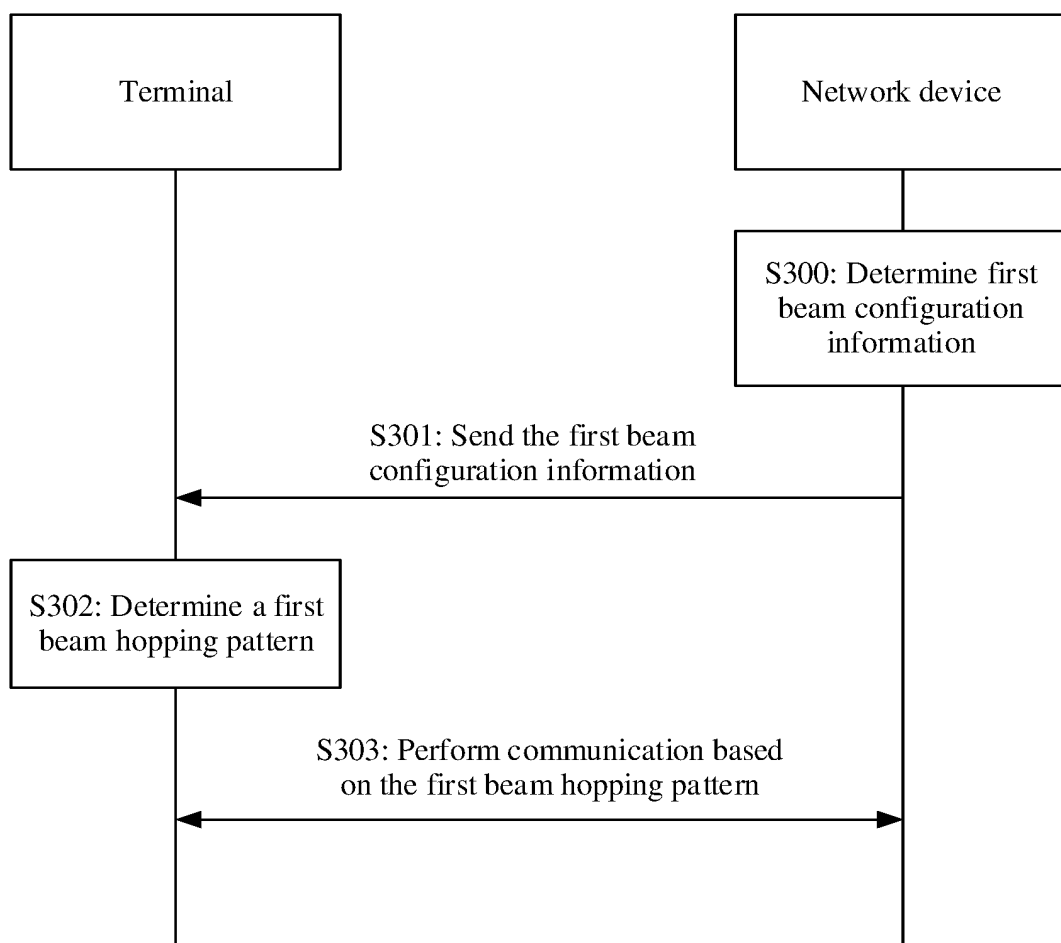 Terminal
Network device
S300: Determine first
beam configuration
information
S301: Send the first beam
configuration information
S302: Determine a first
beam hopping pattern
S303: Perform communication based
on the first beam hopping pattern